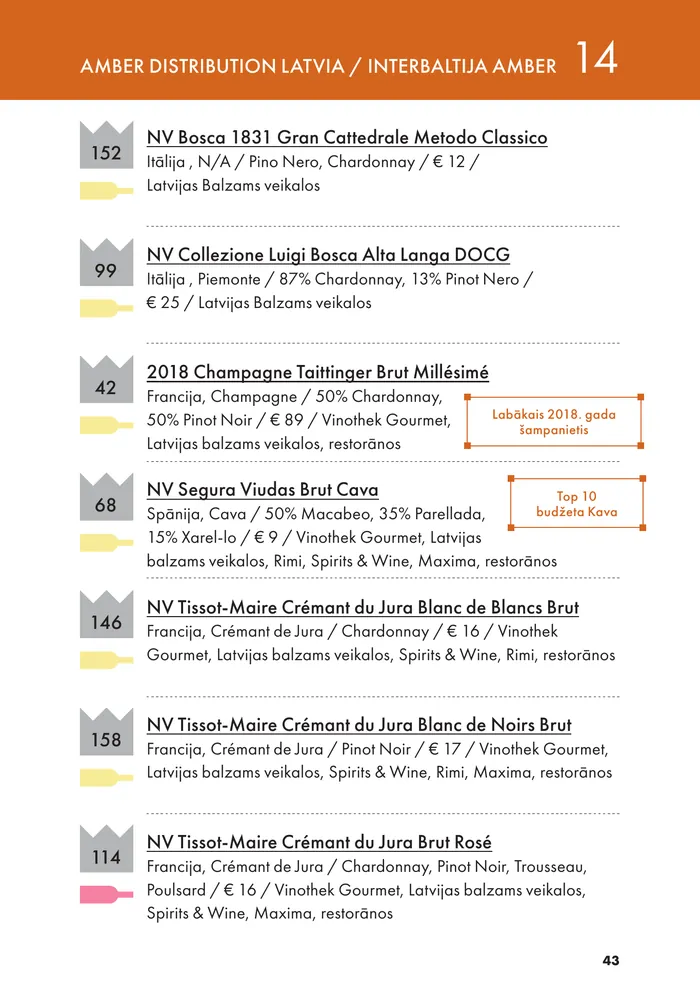 AMBER DISTRIBUTION LATVIA / INTERBALTIJA AMBER 14
152
NV Bosca 1831 Gran Cattedrale Metodo Classico
Itālija , N/A / Pino Nero, Chardonnay / € 12 /
Latvijas Balzams veikalos
99
NV Collezione Luigi Bosca Alta Langa DOCG
Itālija , Piemonte / 87% Chardonnay, 13% Pinot Nero /
€ 25 / Latvijas Balzams veikalos
42
2018 Champagne Taittinger Brut Millésimé
Francija, Champagne / 50% Chardonnay,
50% Pinot Noir / € 89 / Vinothek Gourmet,
Latvijas balzams veikalos, restorānos
Labākais 2018. gada
šampanietis
68
NV Segura Viudas Brut Cava
Spānija, Cava / 50% Macabeo, 35% Parellada,
15% Xarel-lo / € 9 / Vinothek Gourmet, Latvijas
balzams veikalos, Rimi, Spirits & Wine, Maxima, restorānos
Top 10
budžeta Kava
146
NV Tissot-Maire Crémant du Jura Blanc de Blancs Brut
Francija, Crémant de Jura / Chardonnay / € 16 / Vinothek
Gourmet, Latvijas balzams veikalos, Spirits & Wine, Rimi, restorānos
158
NV Tissot-Maire Crémant du Jura Blanc de Noirs Brut
Francija, Crémant de Jura / Pinot Noir / € 17 / Vinothek Gourmet,
Latvijas balzams veikalos, Spirits & Wine, Rimi, Maxima, restorānos
114
NV Tissot-Maire Crémant du Jura Brut Rosé
Francija, Crémant de Jura / Chardonnay, Pinot Noir, Trousseau,
Poulsard / € 16 / Vinothek Gourmet, Latvijas balzams veikalos,
Spirits & Wine, Maxima, restorānos
43